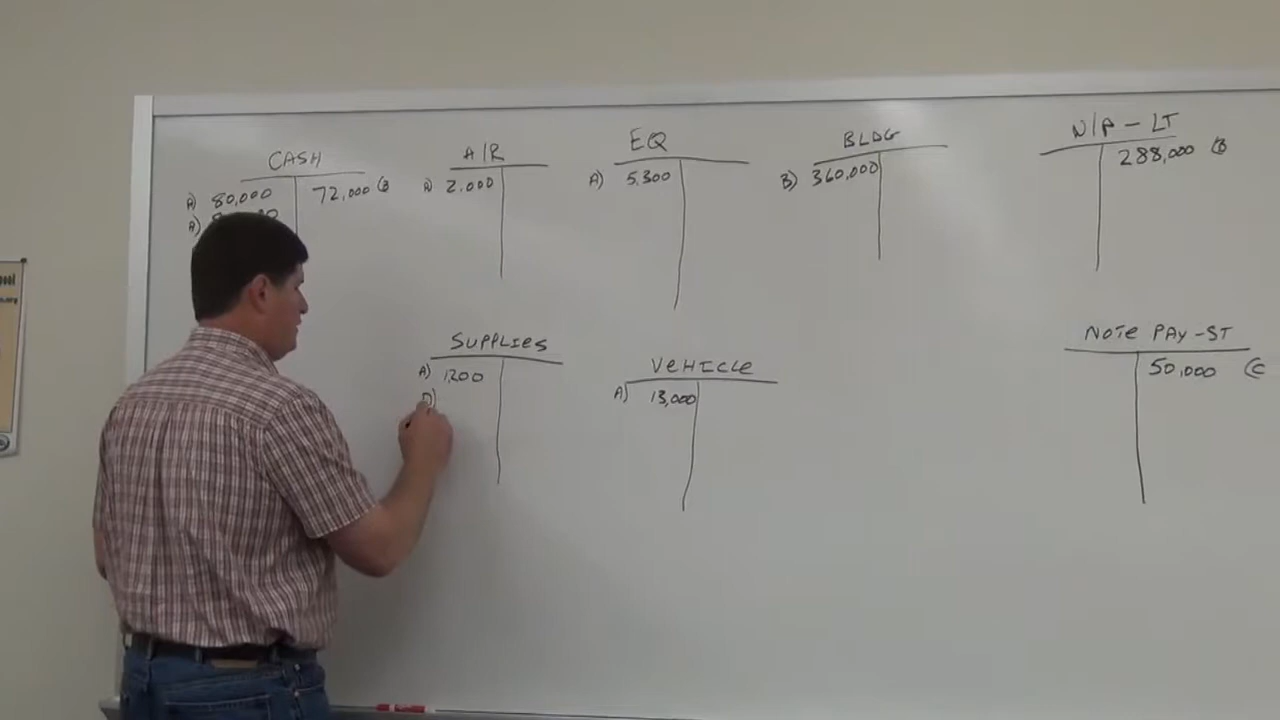 CASH
A) 80,000
72,000 (B
A)
A/R
A) 2.000
EQ
A) 5,300
BLDG
B) 360,000
N/P - LT
288,000 (B
SUPPLIES
A) 1200
D)
VEHICLE
A) 13,000
NOTE PAY - ST
50,000 (C